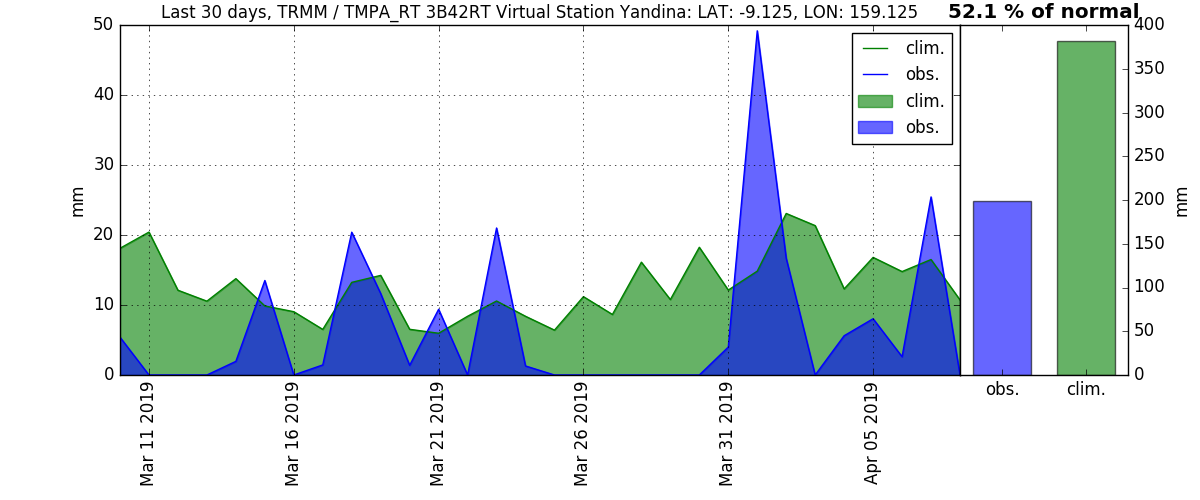 Last 30 days, TRMM / TMPA_RT 3B42RT Virtual Station Yandina: LAT: -9.125, LON: 159.125
52.1 % of normal
50
40
30
20
10
0
mm
clim.
obs.
clim.
obs.
Mar 11 2019
Mar 16 2019
Mar 21 2019
Mar 26 2019
Mar 31 2019
Apr 05 2019
400
350
300
250
200
150
100
50
0
mm
obs.
clim.